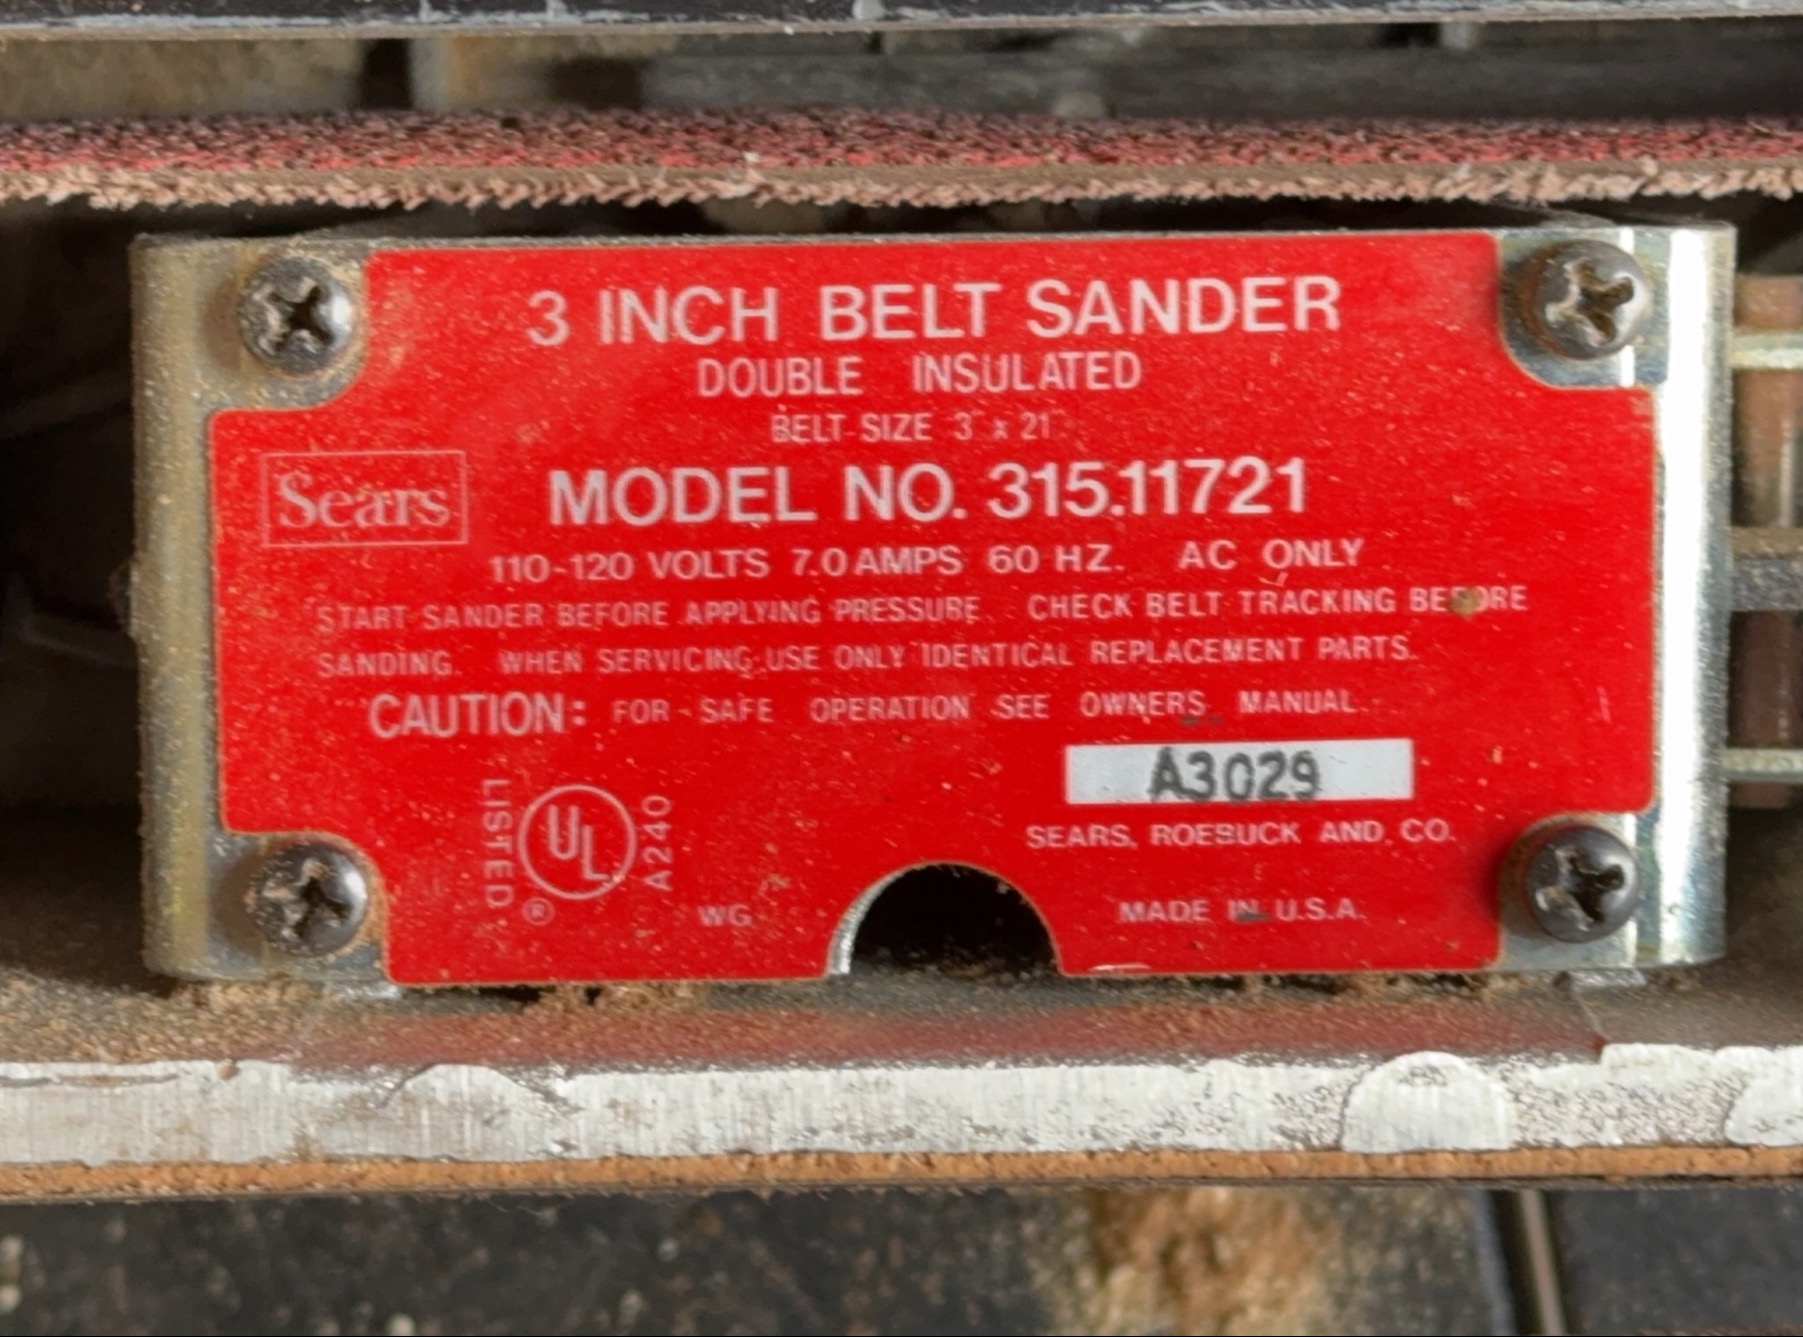 3 INCH BELT SANDER
DOUBLE INSULATED
BELT SIZE 3" x 21"
Sears
MODEL NO. 315.11721
110-120 VOLTS 7.0 AMPS 60 HZ. AC ONLY
START SANDER BEFORE APPLYING PRESSURE. CHECK BELT TRACKING BEFORE
SANDING. WHEN SERVICING USE ONLY IDENTICAL REPLACEMENT PARTS.
CAUTION: FOR SAFE OPERATION SEE OWNERS MANUAL.
A3029
LISTED
UL
®
A240
SEARS, ROEBUCK AND CO.
WG
MADE IN U.S.A.